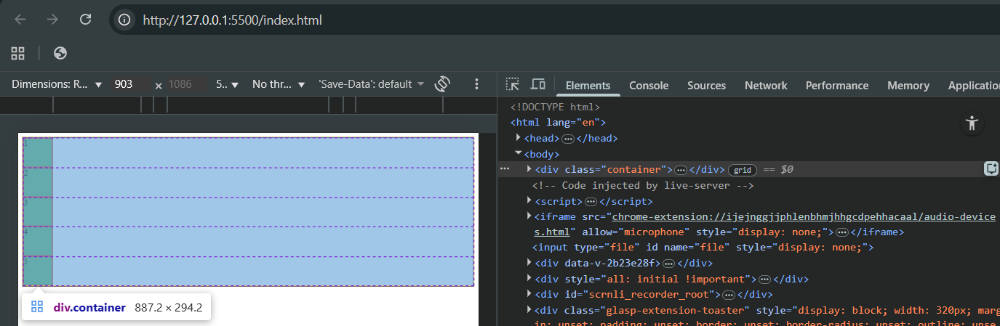 http://127.0.0.1:5500/index.html
Dimensions: R... ▼ 903 × 1086 5.. ▼ No thr... ▼ 'Save-Data': default ▼
Elements Console Sources Network Performance Memory Application
<!DOCTYPE html>
<html lang="en">
<head>...</head>
<body>
<div class="container">...</div> grid == $0
<!-- Code injected by live-server -->
<script>...</script>
<iframe src="chrome-extension://ijejnggjjphlenbhmjhhgcdpehhacaal/audio-device
s.html" allow="microphone" style="display: none;">...</iframe>
<input type="file" id name="file" style="display: none;">
<div data-v-2b23e28f>...</div>
<div style="all: initial !important">...</div>
<div id="scrnli_recorder_root">...</div>
<div class="glasp-extension-toaster" style="display: block; width: 320px; marg
in: unset; padding: unset; border: unset; border-radius: unset; outline: unse
1
2
3
4
5
div.container 887.2 × 294.2